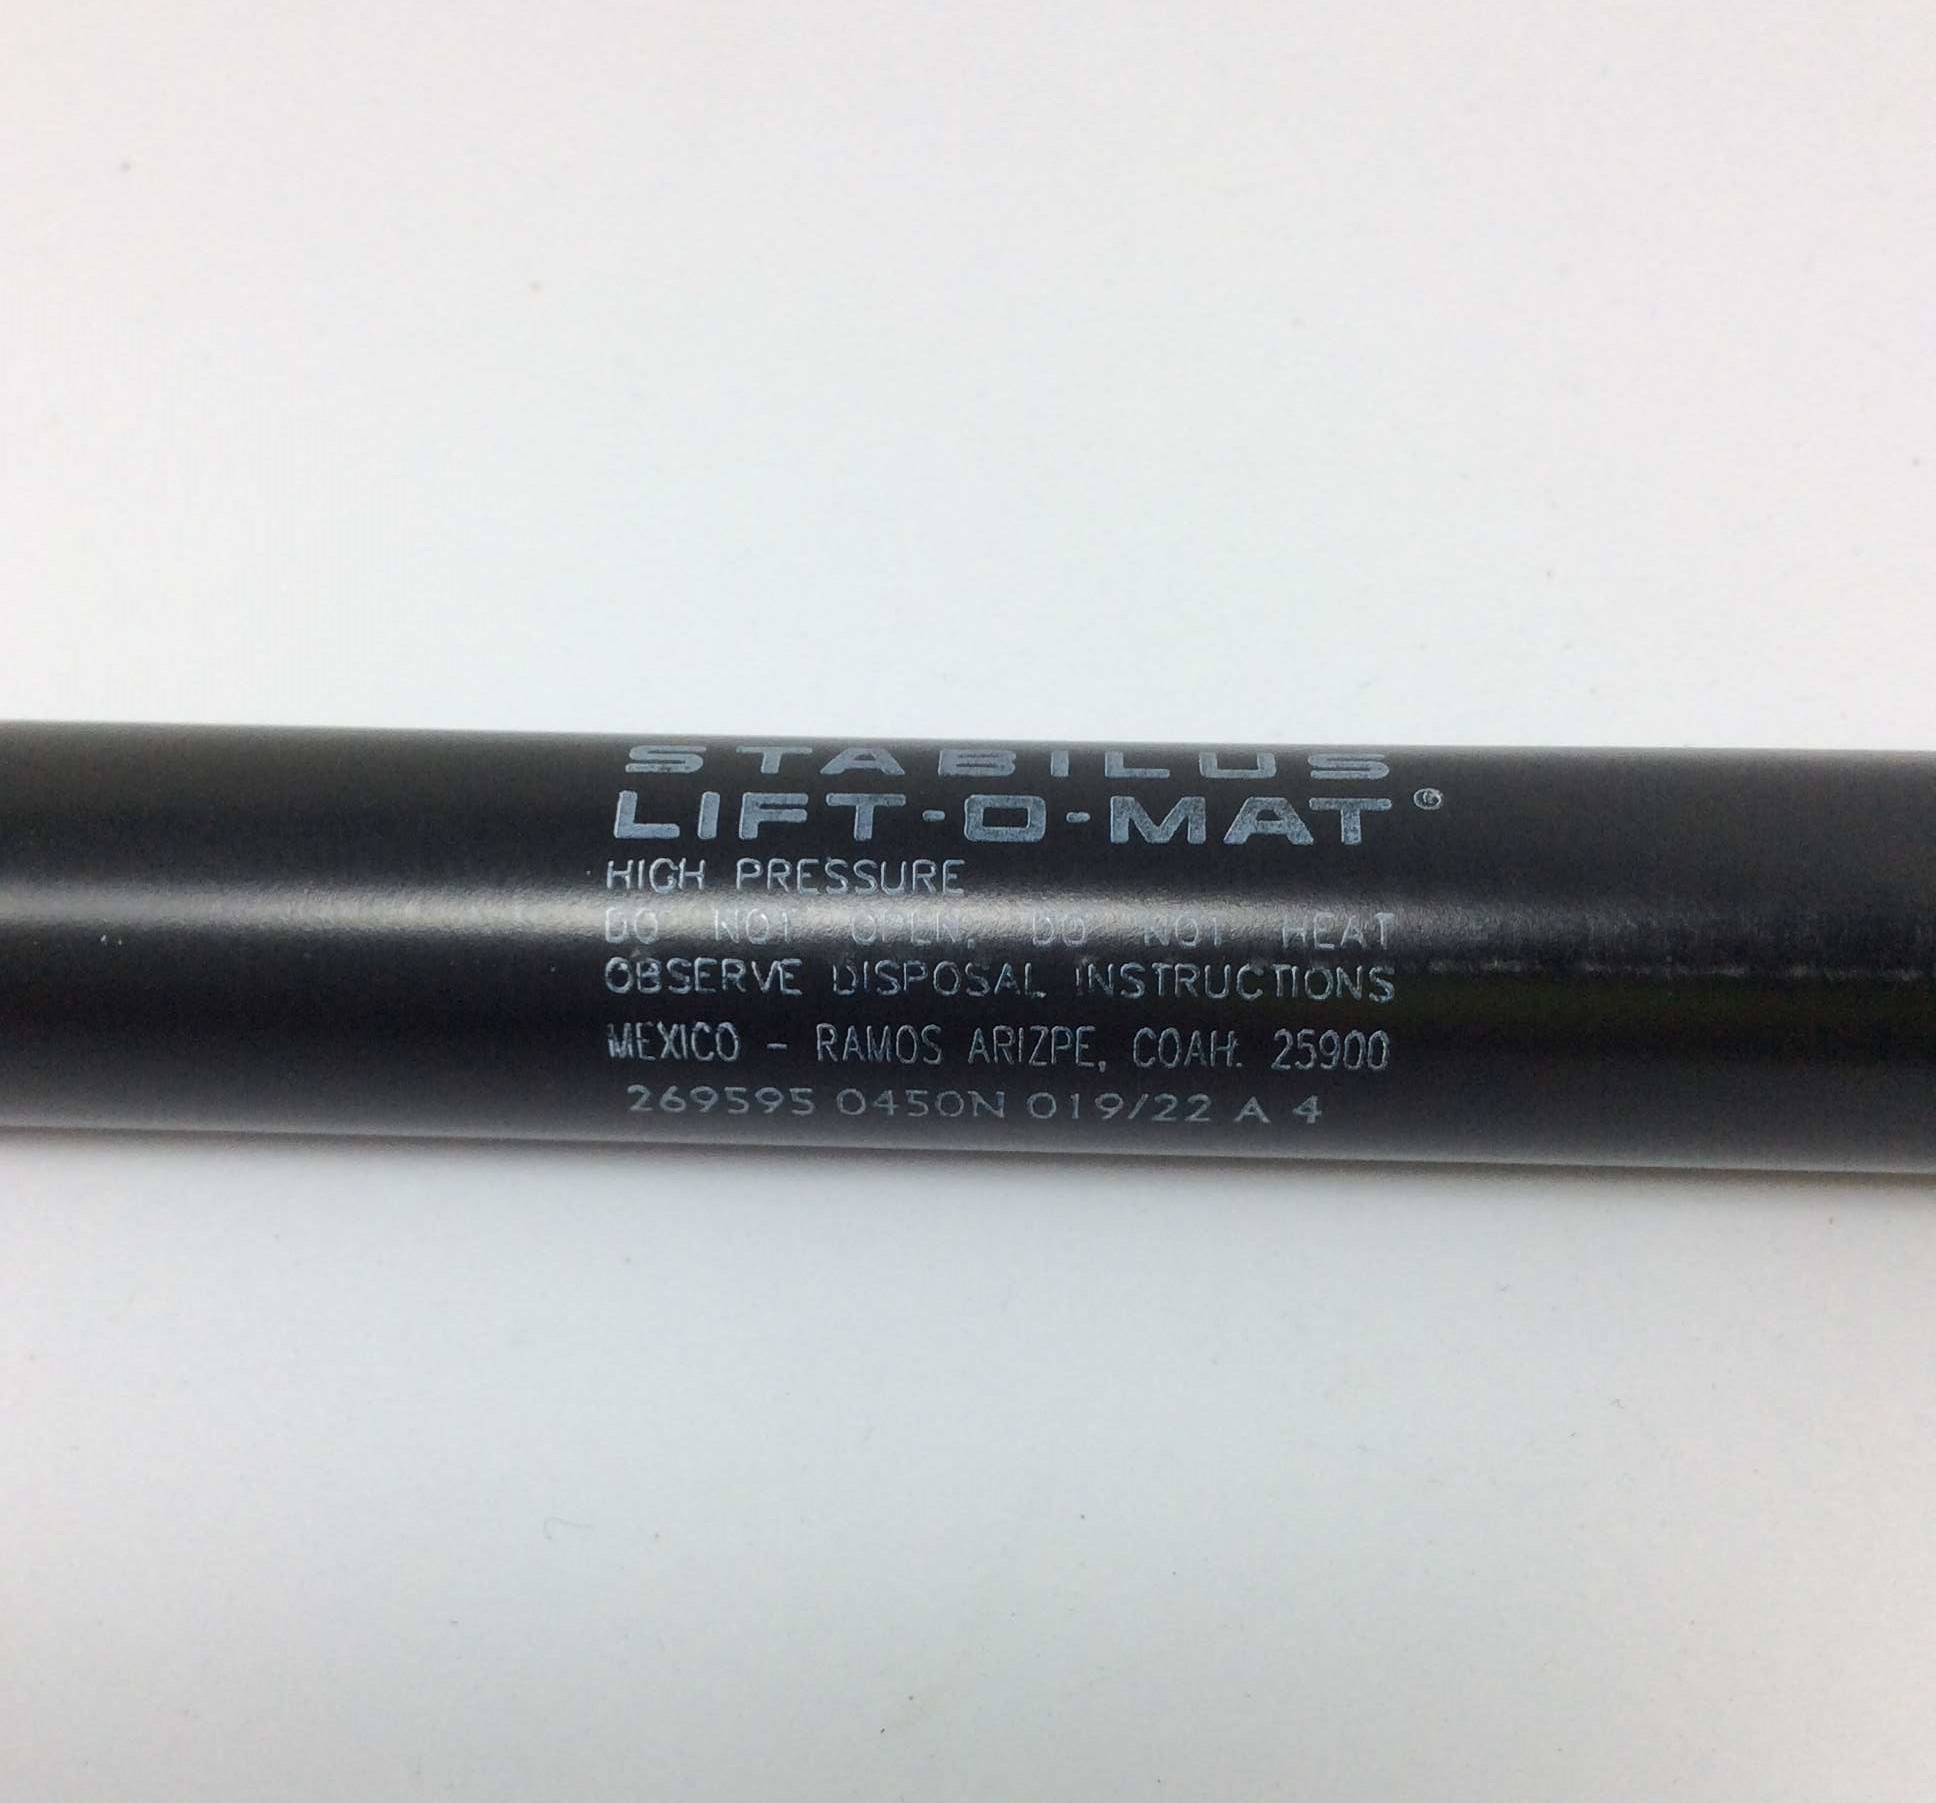 STABILUS
LIFT-O-MAT®
HIGH PRESSURE
DO NOT OPEN. DO NOT HEAT
OBSERVE DISPOSAL INSTRUCTIONS
MEXICO - RAMOS ARIZPE, COAH. 25900
269595 0450N 019/22 A 4